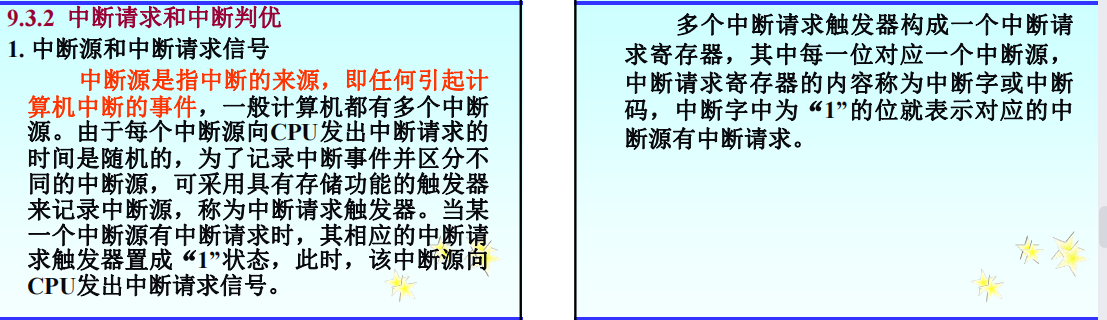 9.3.2 中断请求和中断判优
1. 中断源和中断请求信号
中断源是指中断的来源，即任何引起计
算机中断的事件，一般计算机都有多个中断
源。由于每个中断源向CPU发出中断请求的
时间是随机的，为了记录中断事件并区分不
同的中断源，可采用具有存储功能的触发器
来记录中断源，称为中断请求触发器。当某
一个中断源有中断请求时，其相应的中断请
求触发器置成“1”状态，此时，该中断源向
CPU发出中断请求信号。
多个中断请求触发器构成一个中断请
求寄存器，其中每一位对应一个中断源，
中断请求寄存器的内容称为中断字或中断
码，中断字中为“1”的位就表示对应的中
断源有中断请求。